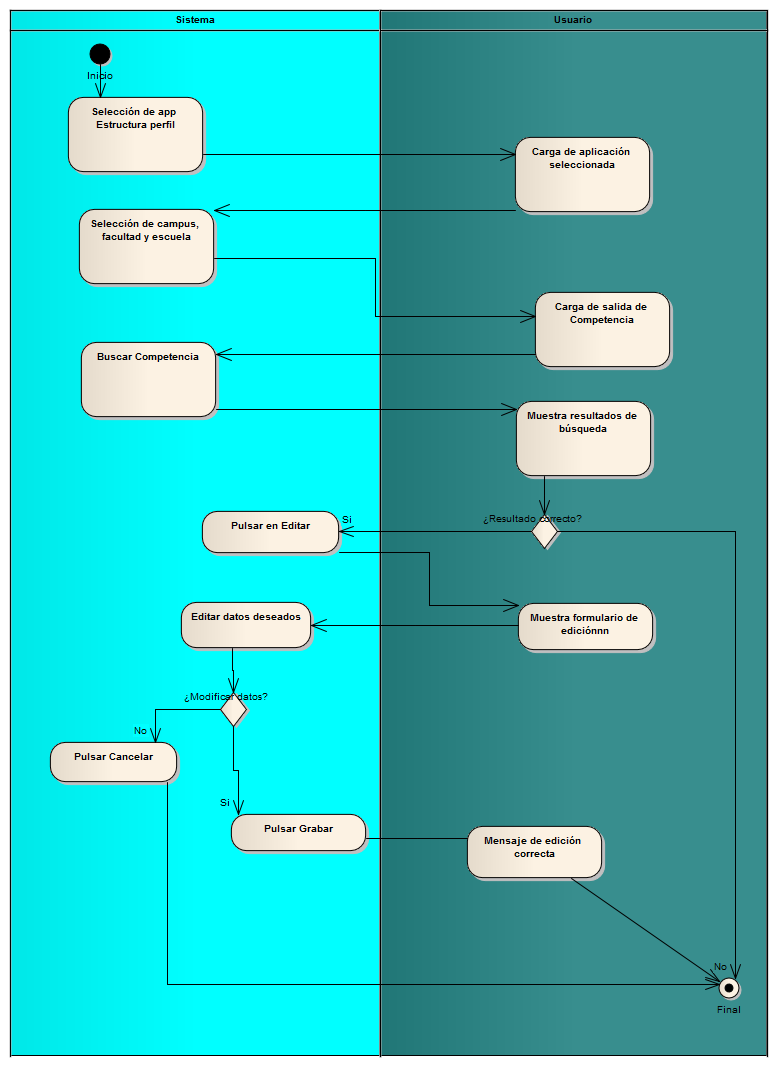 Sistema
Usuario
Inicio
Selección de app
Estructura perfil
Carga de aplicación
seleccionada
Selección de campus,
facultad y escuela
Carga de salida de
Competencia
Buscar Competencia
Muestra resultados de
búsqueda
¿Resultado correcto?
Si
Pulsar en Editar
Editar datos deseados
Muestra formulario de
ediciónnn
¿Modificar datos?
No
Pulsar Cancelar
Si
Pulsar Grabar
Mensaje de edición
correcta
No
Final